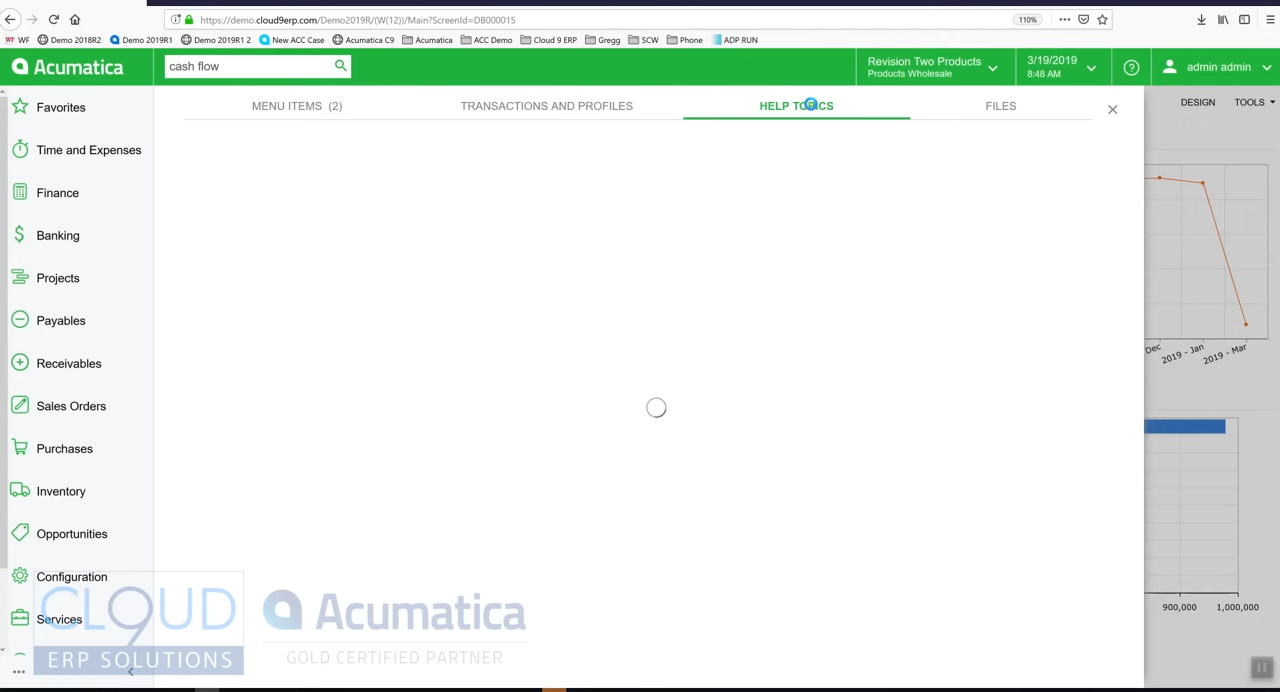 https://demo.cloud9erp.com/Demo2019R/(W(12))/Main?ScreenId=DB000015
110%
WF
Demo 2018R2
Demo 2019R1
Demo 2019R1 2
New ACC Case
Acumatica C9
Acumatica
ACC Demo
Cloud 9 ERP
Gregg
SCW
Phone
ADP RUN
Acumatica
cash flow
Revision Two Products
Products Wholesale
3/19/2019
8:48 AM
admin admin
MENU ITEMS (2)
TRANSACTIONS AND PROFILES
HELP TOPICS
FILES
DESIGN
TOOLS
Favorites
Time and Expenses
Finance
Banking
Projects
Payables
Receivables
Sales Orders
Purchases
Inventory
Opportunities
Configuration
Services
Dec
2019 - Jan
2019 - Mar
900,000
1,000,000
CL9UD
ERP SOLUTIONS
Acumatica
GOLD CERTIFIED PARTNER